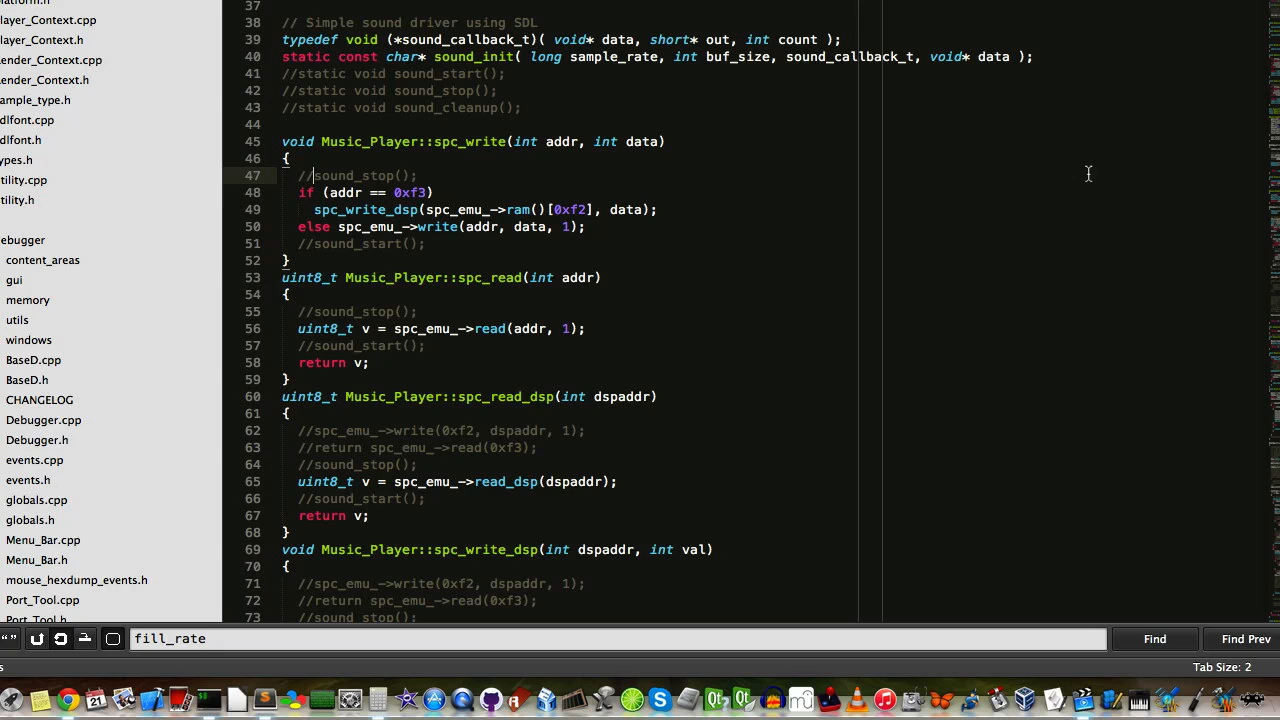 latform.h
layer_Context.cpp
layer_Context.h
ender_Context.cpp
ender_Context.h
ample_type.h
dlfont.cpp
dlfont.h
ypes.h
tility.cpp
tility.h
ebugger
content_areas
gui
memory
utils
windows
BaseD.cpp
BaseD.h
CHANGELOG
Debugger.cpp
Debugger.h
events.cpp
events.h
globals.cpp
globals.h
Menu_Bar.cpp
Menu_Bar.h
mouse_hexdump_events.h
Port_Tool.cpp
Port_Tool.h
37
38 // Simple sound driver using SDL
39 typedef void (*sound_callback_t)( void* data, short* out, int count );
40 static const char* sound_init( long sample_rate, int buf_size, sound_callback_t, void* data );
41 //static void sound_start();
42 //static void sound_stop();
43 //static void sound_cleanup();
44
45 void Music_Player::spc_write(int addr, int data)
46 {
47 //sound_stop();
48 if (addr == 0xf3)
49 spc_write_dsp(spc_emu_->ram()[0xf2], data);
50 else spc_emu_->write(addr, data, 1);
51 //sound_start();
52 }
53 uint8_t Music_Player::spc_read(int addr)
54 {
55 //sound_stop();
56 uint8_t v = spc_emu_->read(addr, 1);
57 //sound_start();
58 return v;
59 }
60 uint8_t Music_Player::spc_read_dsp(int dspaddr)
61 {
62 //spc_emu_->write(0xf2, dspaddr, 1);
63 //return spc_emu_->read(0xf3);
64 //sound_stop();
65 uint8_t v = spc_emu_->read_dsp(dspaddr);
66 //sound_start();
67 return v;
68 }
69 void Music_Player::spc_write_dsp(int dspaddr, int val)
70 {
71 //spc_emu_->write(0xf2, dspaddr, 1);
72 //return spc_emu_->read(0xf3);
73 //sound_stop();
“” fill_rate Find Find Prev
s Tab Size: 2
21